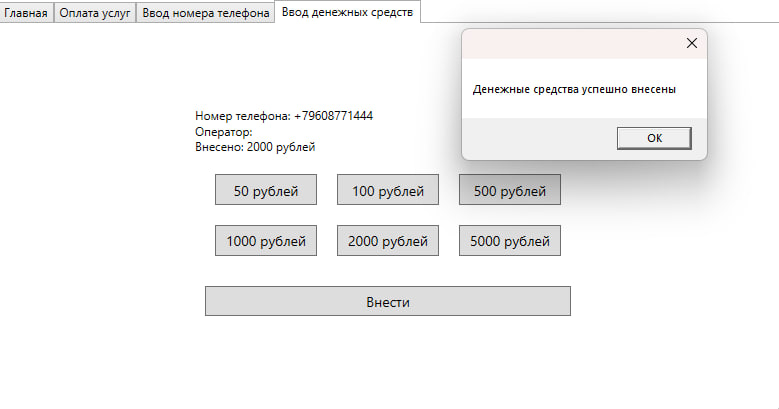 Главная Оплата услуг Ввод номера телефона Ввод денежных средств
Денежные средства успешно внесены
OK
Номер телефона: +79608771444
Оператор:
Внесено: 2000 рублей
50 рублей 100 рублей 500 рублей
1000 рублей 2000 рублей 5000 рублей
Внести